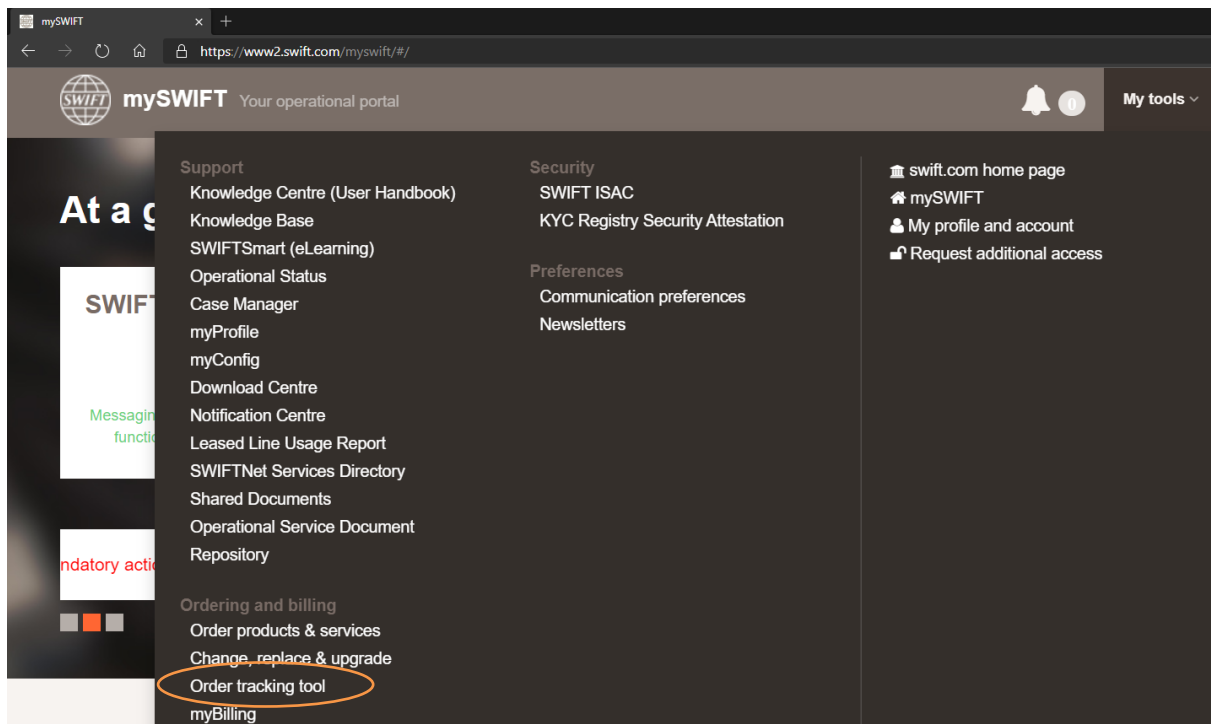 mySWIFT
https://www2.swift.com/myswift/#/
SWIFT mySWIFT Your operational portal
0
My tools
At a g
SWIFT
Messagin
functio
ndatory actio
Support
Knowledge Centre (User Handbook)
Knowledge Base
SWIFTSmart (eLearning)
Operational Status
Case Manager
myProfile
myConfig
Download Centre
Notification Centre
Leased Line Usage Report
SWIFTNet Services Directory
Shared Documents
Operational Service Document
Repository
Ordering and billing
Order products & services
Change, replace & upgrade
Order tracking tool
myBilling
Security
SWIFT ISAC
KYC Registry Security Attestation
Preferences
Communication preferences
Newsletters
swift.com home page
mySWIFT
My profile and account
Request additional access